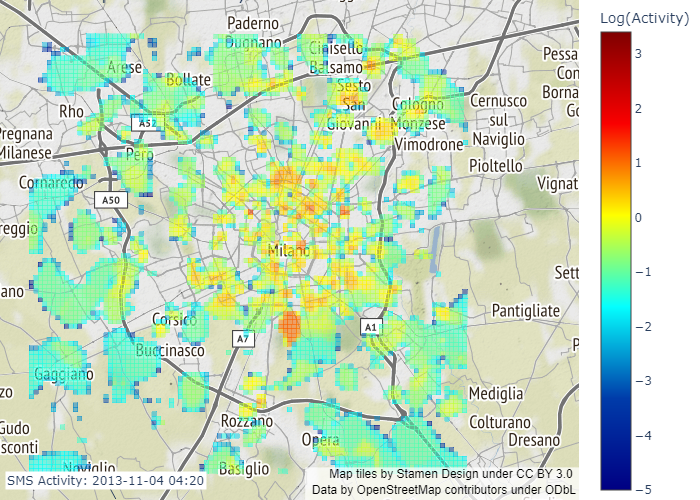 Log(Activity)
Paderno
Dugnano
Cinisello
Balsamo
Arese
Bollate
Sesto
San
Giovanni
Rho
A52
Cologno
Monzese
Cernusco
sul
Naviglio
Pessa
Con
Borna
Go
Pregnana
Milanese
Pero
Vimodrone
Pioltello
Cornaredo
A50
Vignat
reggio
Milano
Sett
ano
Corsico
A7
A1
Pantigliate
Buccinasco
P
Gaggiano
zo
Mediglia
Rozzano
Colturano
Gudo
sconti
Opera
Dresano
Noviglio
Basiglio
SMS Activity: 2013-11-04 04:20
Map tiles by Stamen Design under CC BY 3.0
Data by OpenStreetMap contributors under ODbL
3
2
1
0
−1
−2
−3
−4
−5